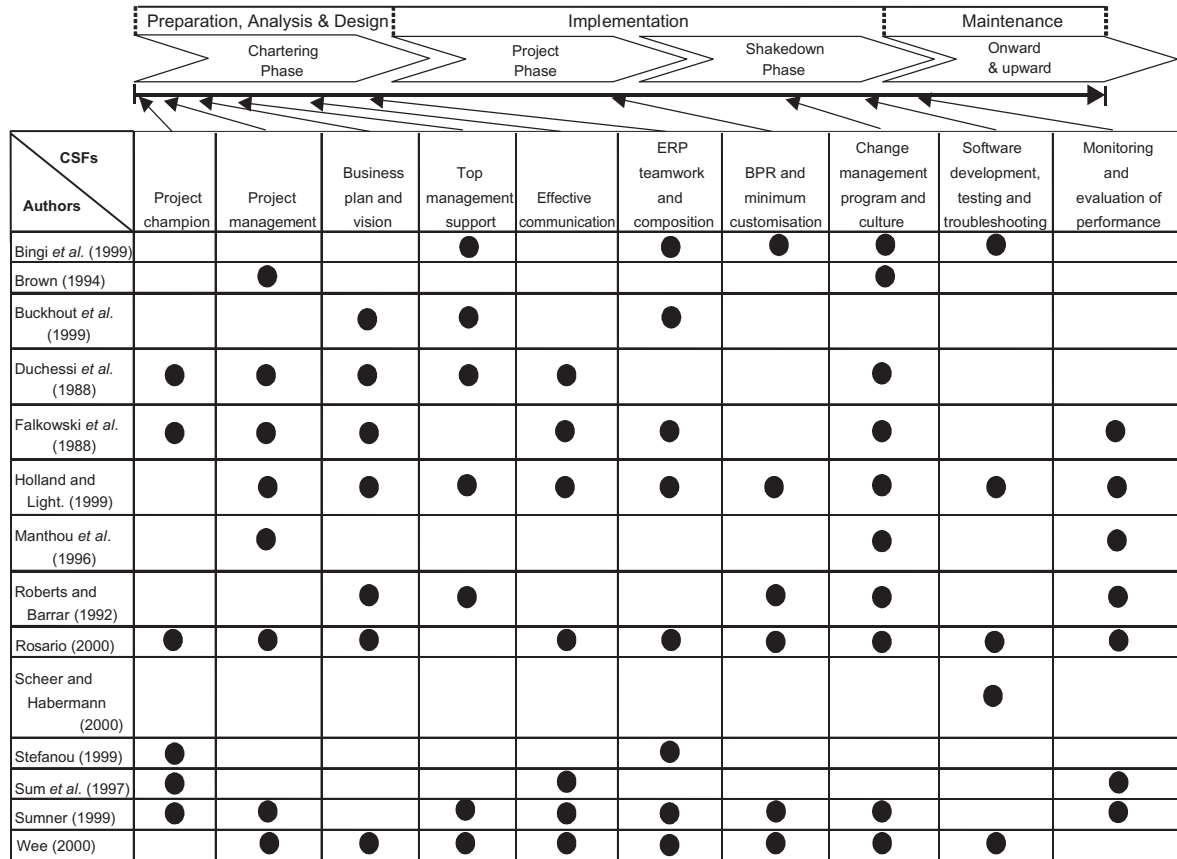 Preparation, Analysis & Design
Implementation
Maintenance
Chartering
Phase
Project
Phase
Shakedown
Phase
Onward
& upward
CSFs
Authors
Project
champion
Project
management
Business
plan and
vision
Top
management
support
Effective
communication
ERP
teamwork
and
composition
BPR and
minimum
customisation
Change
management
program and
culture
Software
development,
testing and
troubleshooting
Monitoring
and
evaluation of
performance
Bingi et al. (1999)
Brown (1994)
Buckhout et al.
(1999)
Duchessi et al.
(1988)
Falkowski et al.
(1988)
Holland and
Light. (1999)
Manthou et al.
(1996)
Roberts and
Barrar (1992)
Rosario (2000)
Scheer and
Habermann
(2000)
Stefanou (1999)
Sum et al. (1997)
Sumner (1999)
Wee (2000)